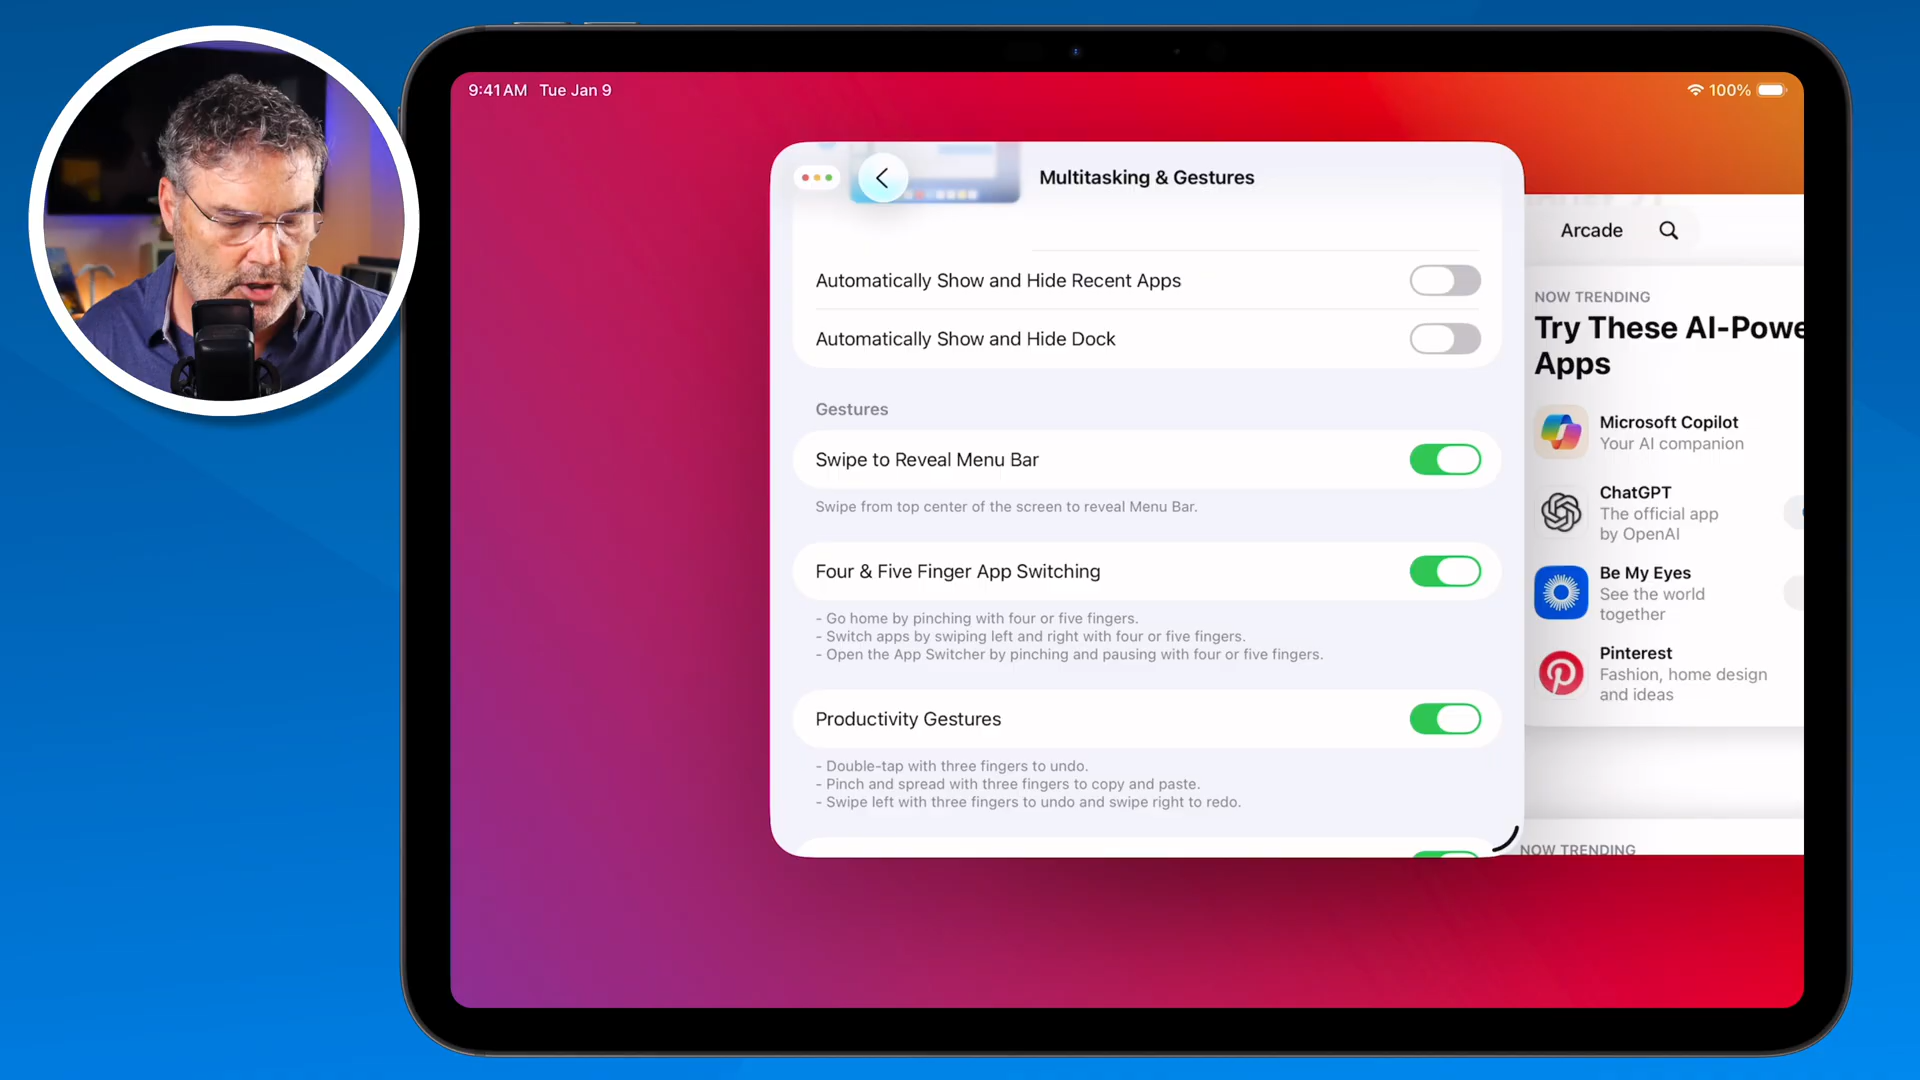 9:41 AM Tue Jan 9
100%
Multitasking & Gestures
Automatically Show and Hide Recent Apps
Automatically Show and Hide Dock
Gestures
Swipe to Reveal Menu Bar
Swipe from top center of the screen to reveal Menu Bar.
Four & Five Finger App Switching
- Go home by pinching with four or five fingers.
- Switch apps by swiping left and right with four or five fingers.
- Open the App Switcher by pinching and pausing with four or five fingers.
Productivity Gestures
- Double-tap with three fingers to undo.
- Pinch and spread with three fingers to copy and paste.
- Swipe left with three fingers to undo and swipe right to redo.
Arcade
NOW TRENDING
Try These AI-Powe
Apps
Microsoft Copilot
Your AI companion
ChatGPT
The official app
by OpenAI
Be My Eyes
See the world
together
Pinterest
Fashion, home design
and ideas
NOW TRENDING